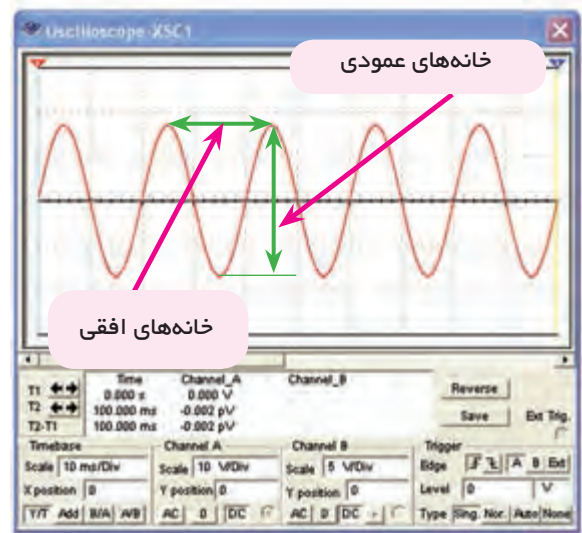 Oscilloscope-XSC1
خانه‌های عمودی
خانه‌های افقی
Time Channel_A Channel_B
T1 0.000 s 0.000 V
T2 100.000 ms -0.002 pV
T2-T1 100.000 ms -0.002 pV
Reverse
Save Ext Trig.
Timebase Channel A Channel B Trigger
Scale 10 ms/Div Scale 10 V/Div Scale 5 V/Div Edge A B Ext
X position 0 Y position 0 Y position 0 Level 0 V
Y/T Add B/A A/B AC 0 DC AC 0 DC - Type Sing. Nor. Auto None